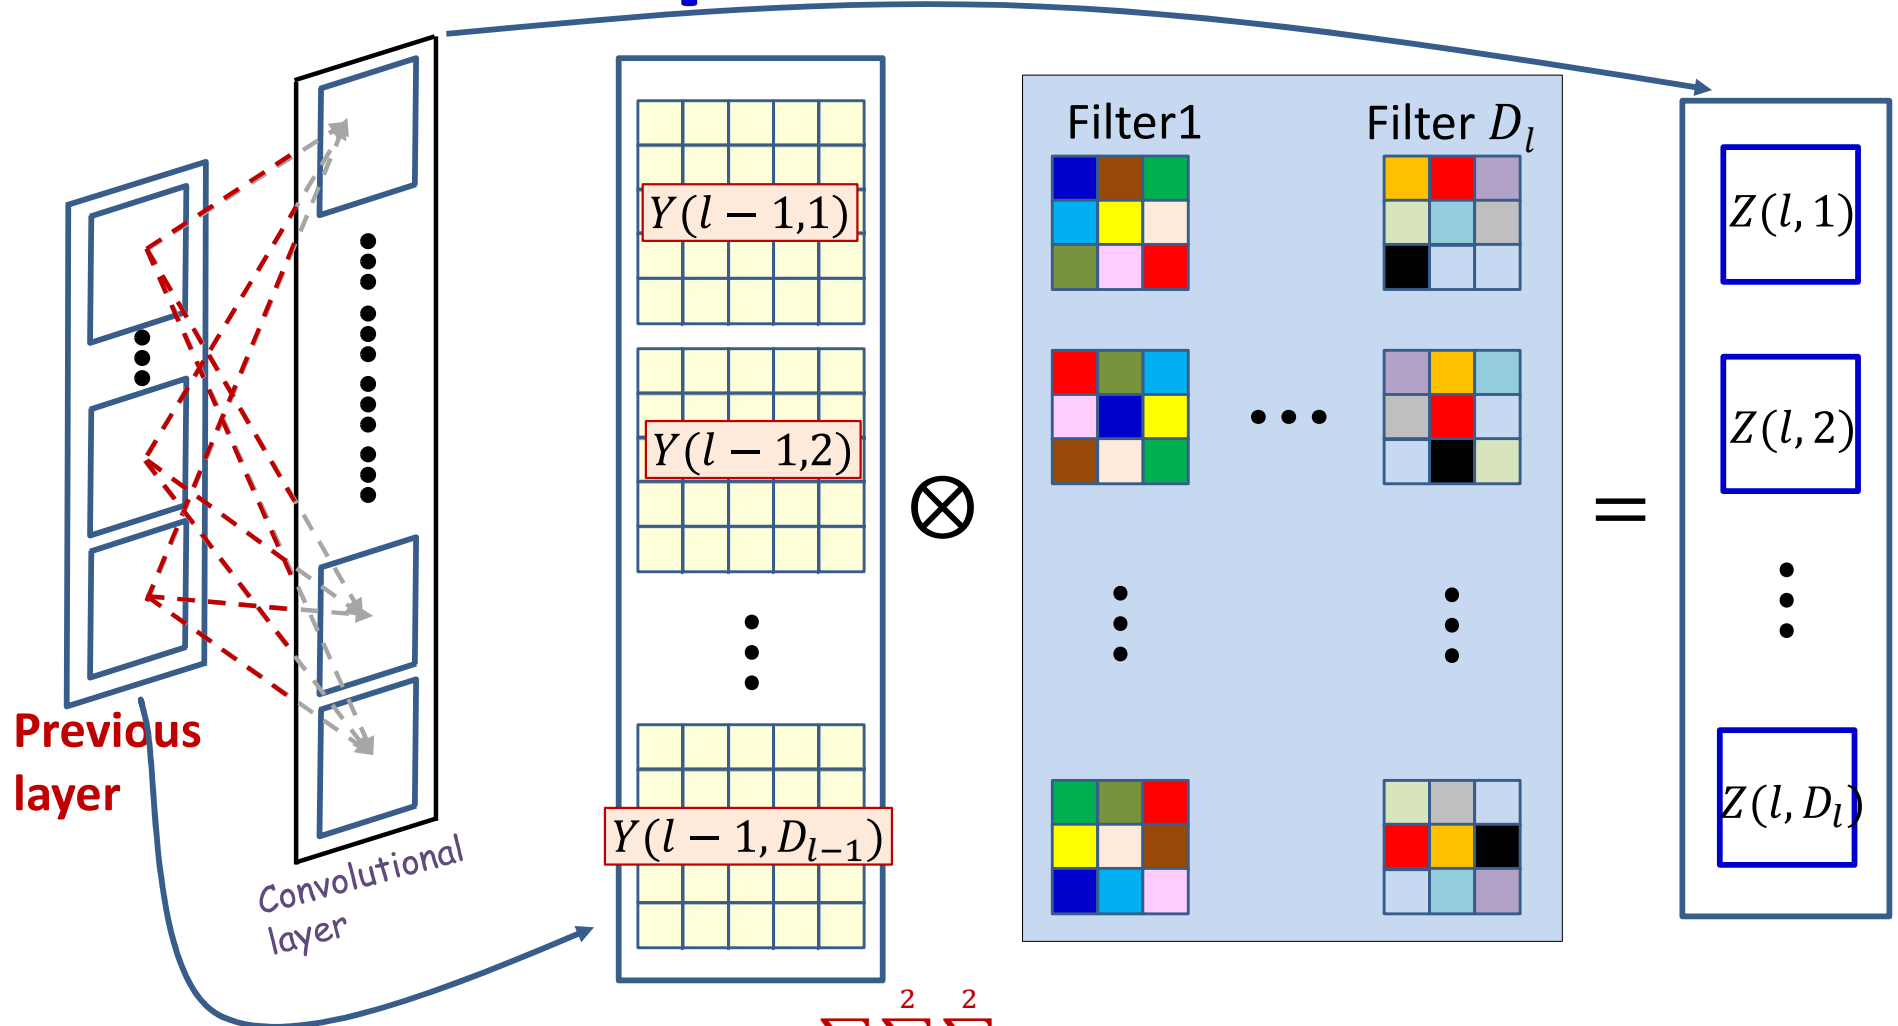 Previous
layer
Convolutional
layer
Y(l − 1,1)
Y(l − 1,2)
Y(l − 1, D_{l−1})
⊗
Filter1
Filter D_l
=
Z(l, 1)
Z(l, 2)
Z(l, D_l)
2 2
∑ ∑ ∑